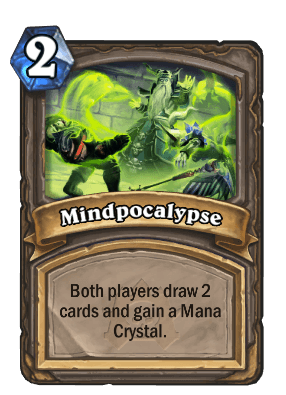 2
Mindpocalypse
Both players draw 2
cards and gain a Mana
Crystal.